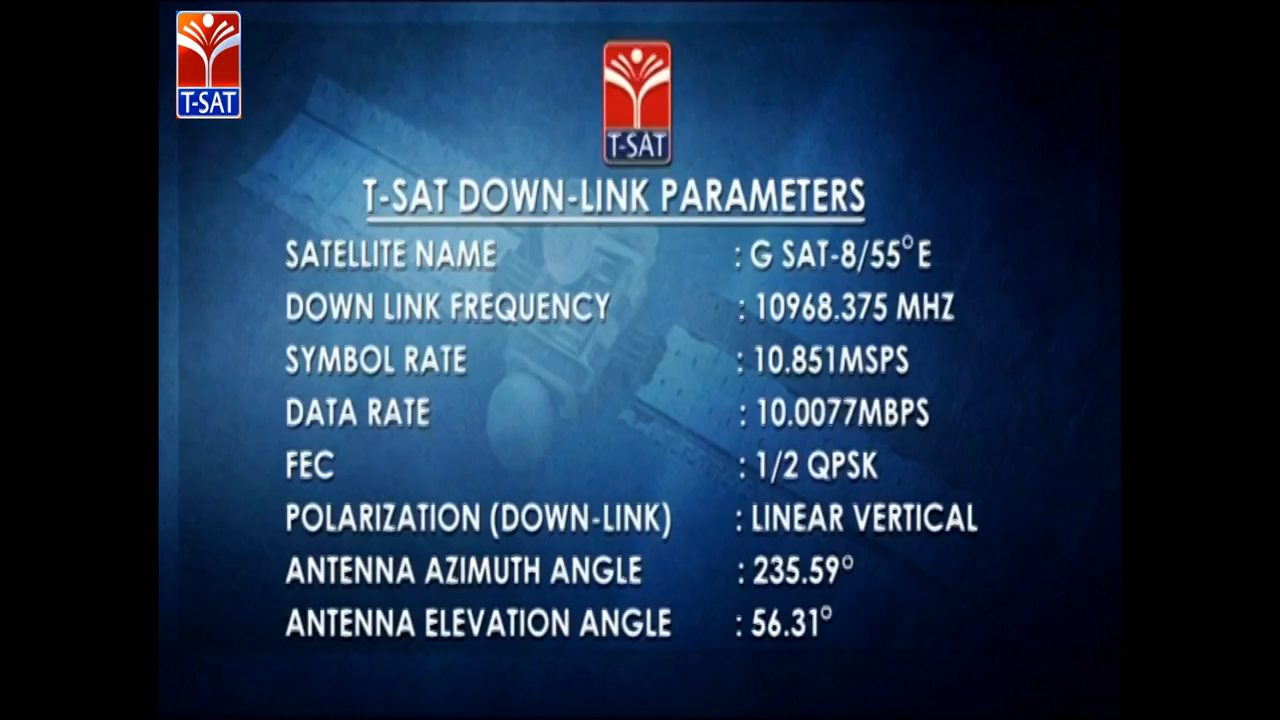 T-SAT
T-SAT
T-SAT DOWN-LINK PARAMETERS
SATELLITE NAME : G SAT-8/55°E
DOWN LINK FREQUENCY : 10968.375 MHZ
SYMBOL RATE : 10.851MSPS
DATA RATE : 10.0077MBPS
FEC : 1/2 QPSK
POLARIZATION (DOWN-LINK) : LINEAR VERTICAL
ANTENNA AZIMUTH ANGLE : 235.59°
ANTENNA ELEVATION ANGLE : 56.31°